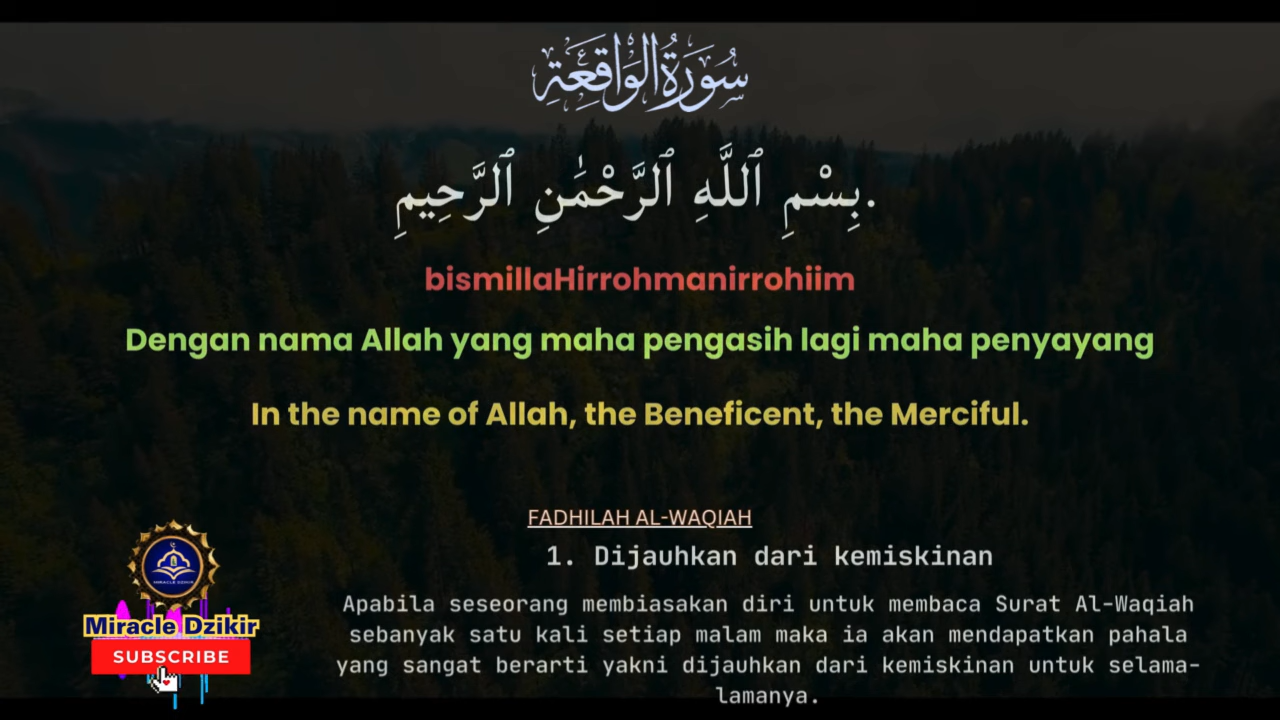 سُورَةُ الوَاقِعَةِ
بِسْمِ ٱللَّهِ ٱلرَّحْمَٰنِ ٱلرَّحِيمِ.
bismillaHirrohmanirrohiim
Dengan nama Allah yang maha pengasih lagi maha penyayang
In the name of Allah, the Beneficent, the Merciful.
FADHILAH AL-WAQIAH
1. Dijauhkan dari kemiskinan
Apabila seseorang membiasakan diri untuk membaca Surat Al-Waqiah
sebanyak satu kali setiap malam maka ia akan mendapatkan pahala
yang sangat berarti yakni dijauhkan dari kemiskinan untuk selama-
lamanya.
MIRACLE DZIKIR
Miracle Dzikir
SUBSCRIBE